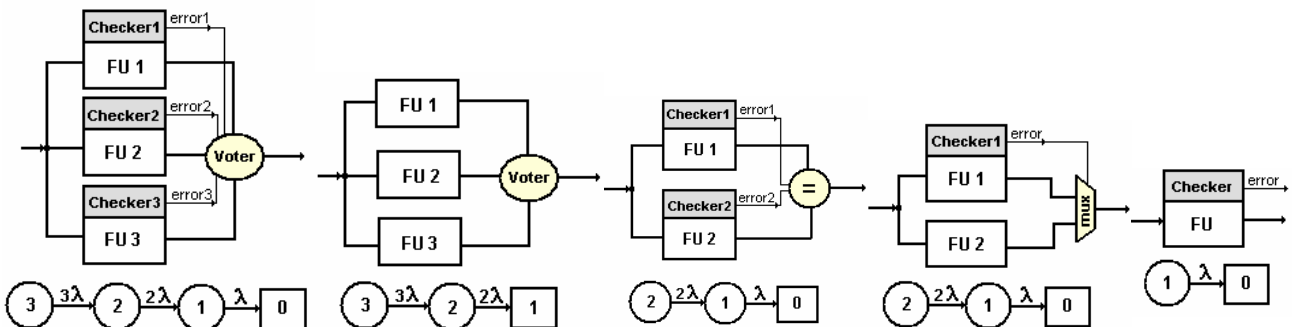 Checker1 error1
FU 1
Checker2 error2
FU 2
Voter
Checker3 error3
FU 3
3 3λ 2 2λ 1 λ 0
FU 1
FU 2
Voter
FU 3
3 3λ 2 2λ 1
Checker1 error1
FU 1
=
Checker2 error2
FU 2
2 2λ 1 λ 0
Checker1 error
FU 1
mux
FU 2
2 2λ 1 λ 0
Checker error
FU
1 λ 0